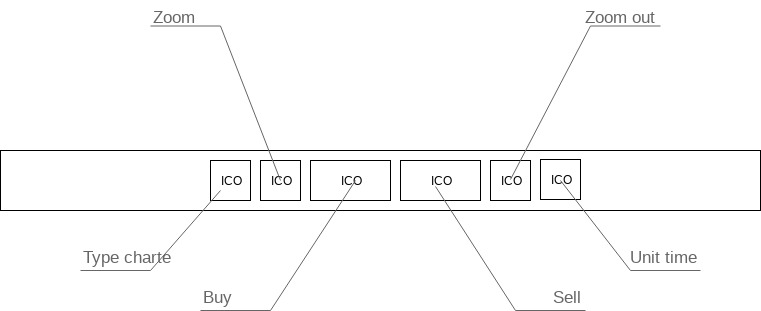 Zoom
Zoom out
ICO
ICO
ICO
ICO
ICO
ICO
Type charte
Unit time
Buy
Sell